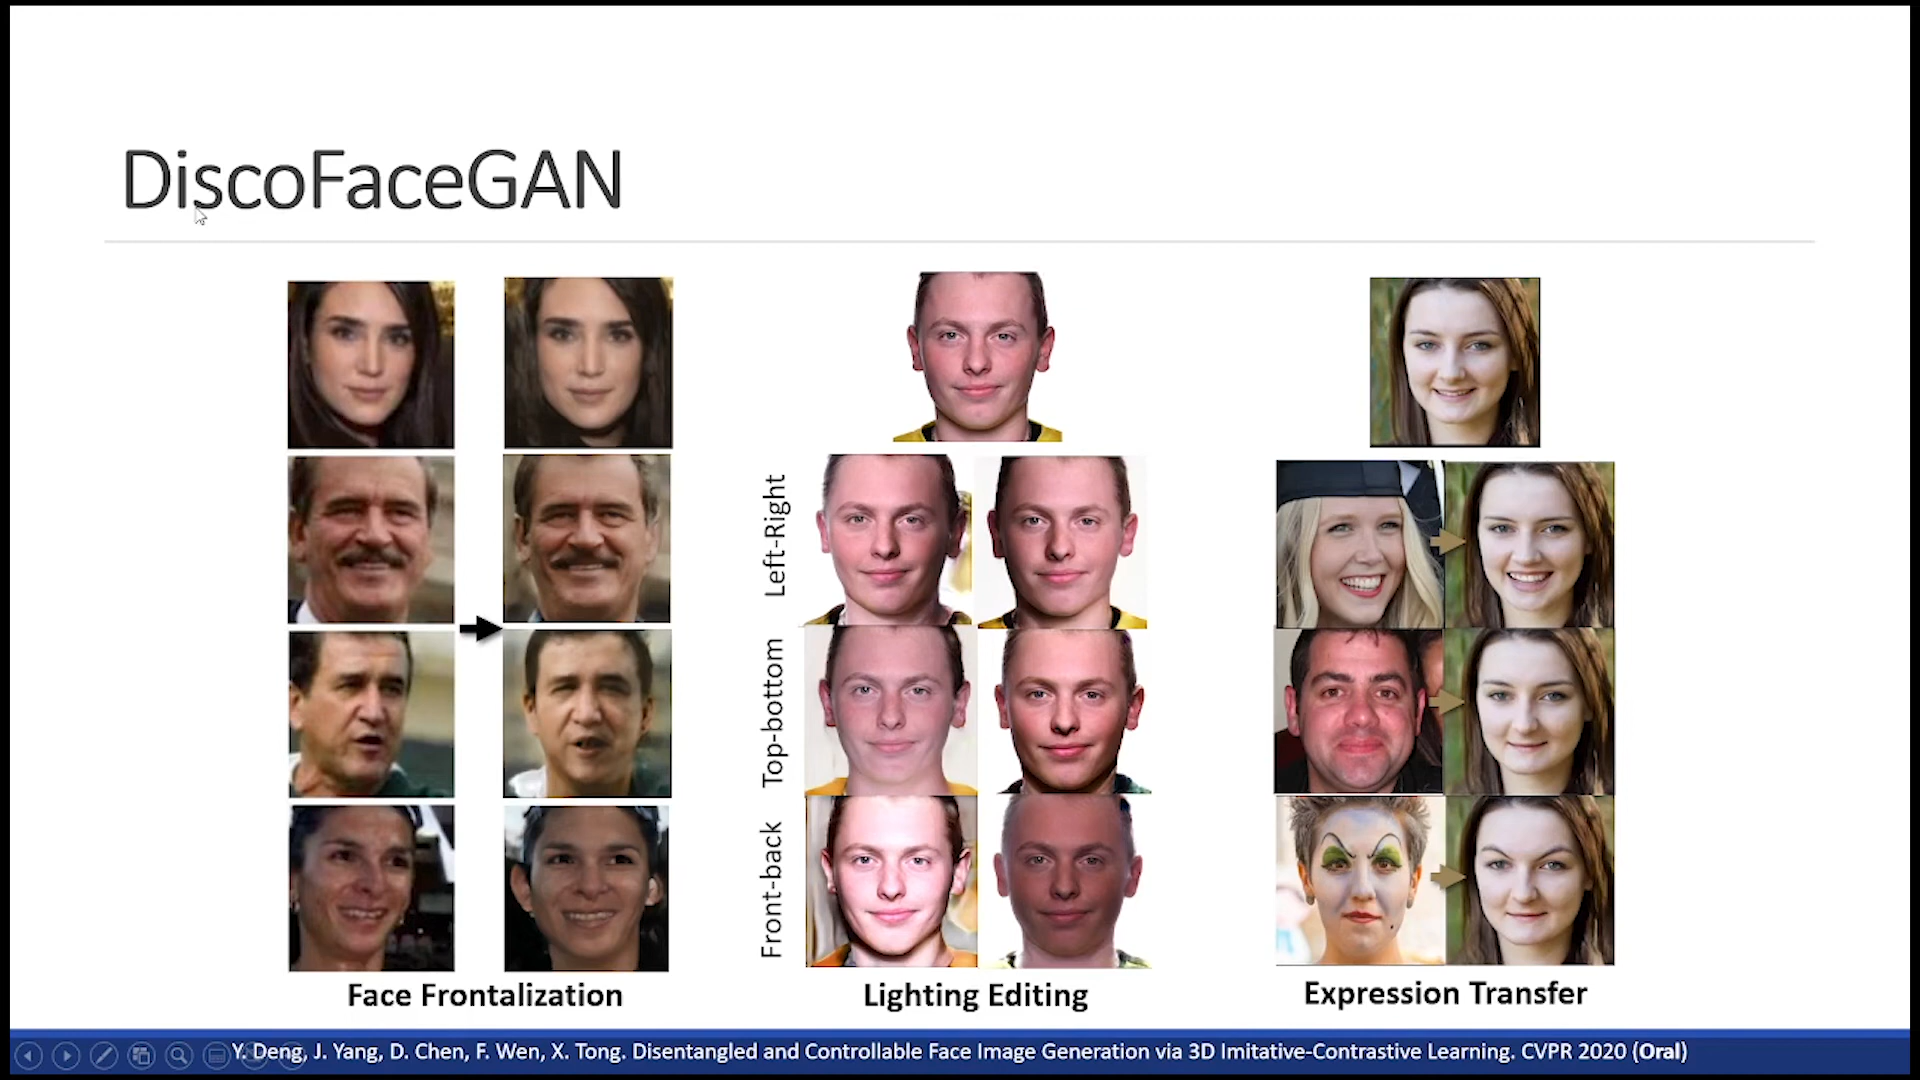 DiscoFaceGAN
Left-Right
Top-bottom
Front-back
Face Frontalization
Lighting Editing
Expression Transfer
Y. Deng, J. Yang, D. Chen, F. Wen, X. Tong. Disentangled and Controllable Face Image Generation via 3D Imitative-Contrastive Learning. CVPR 2020 (Oral)